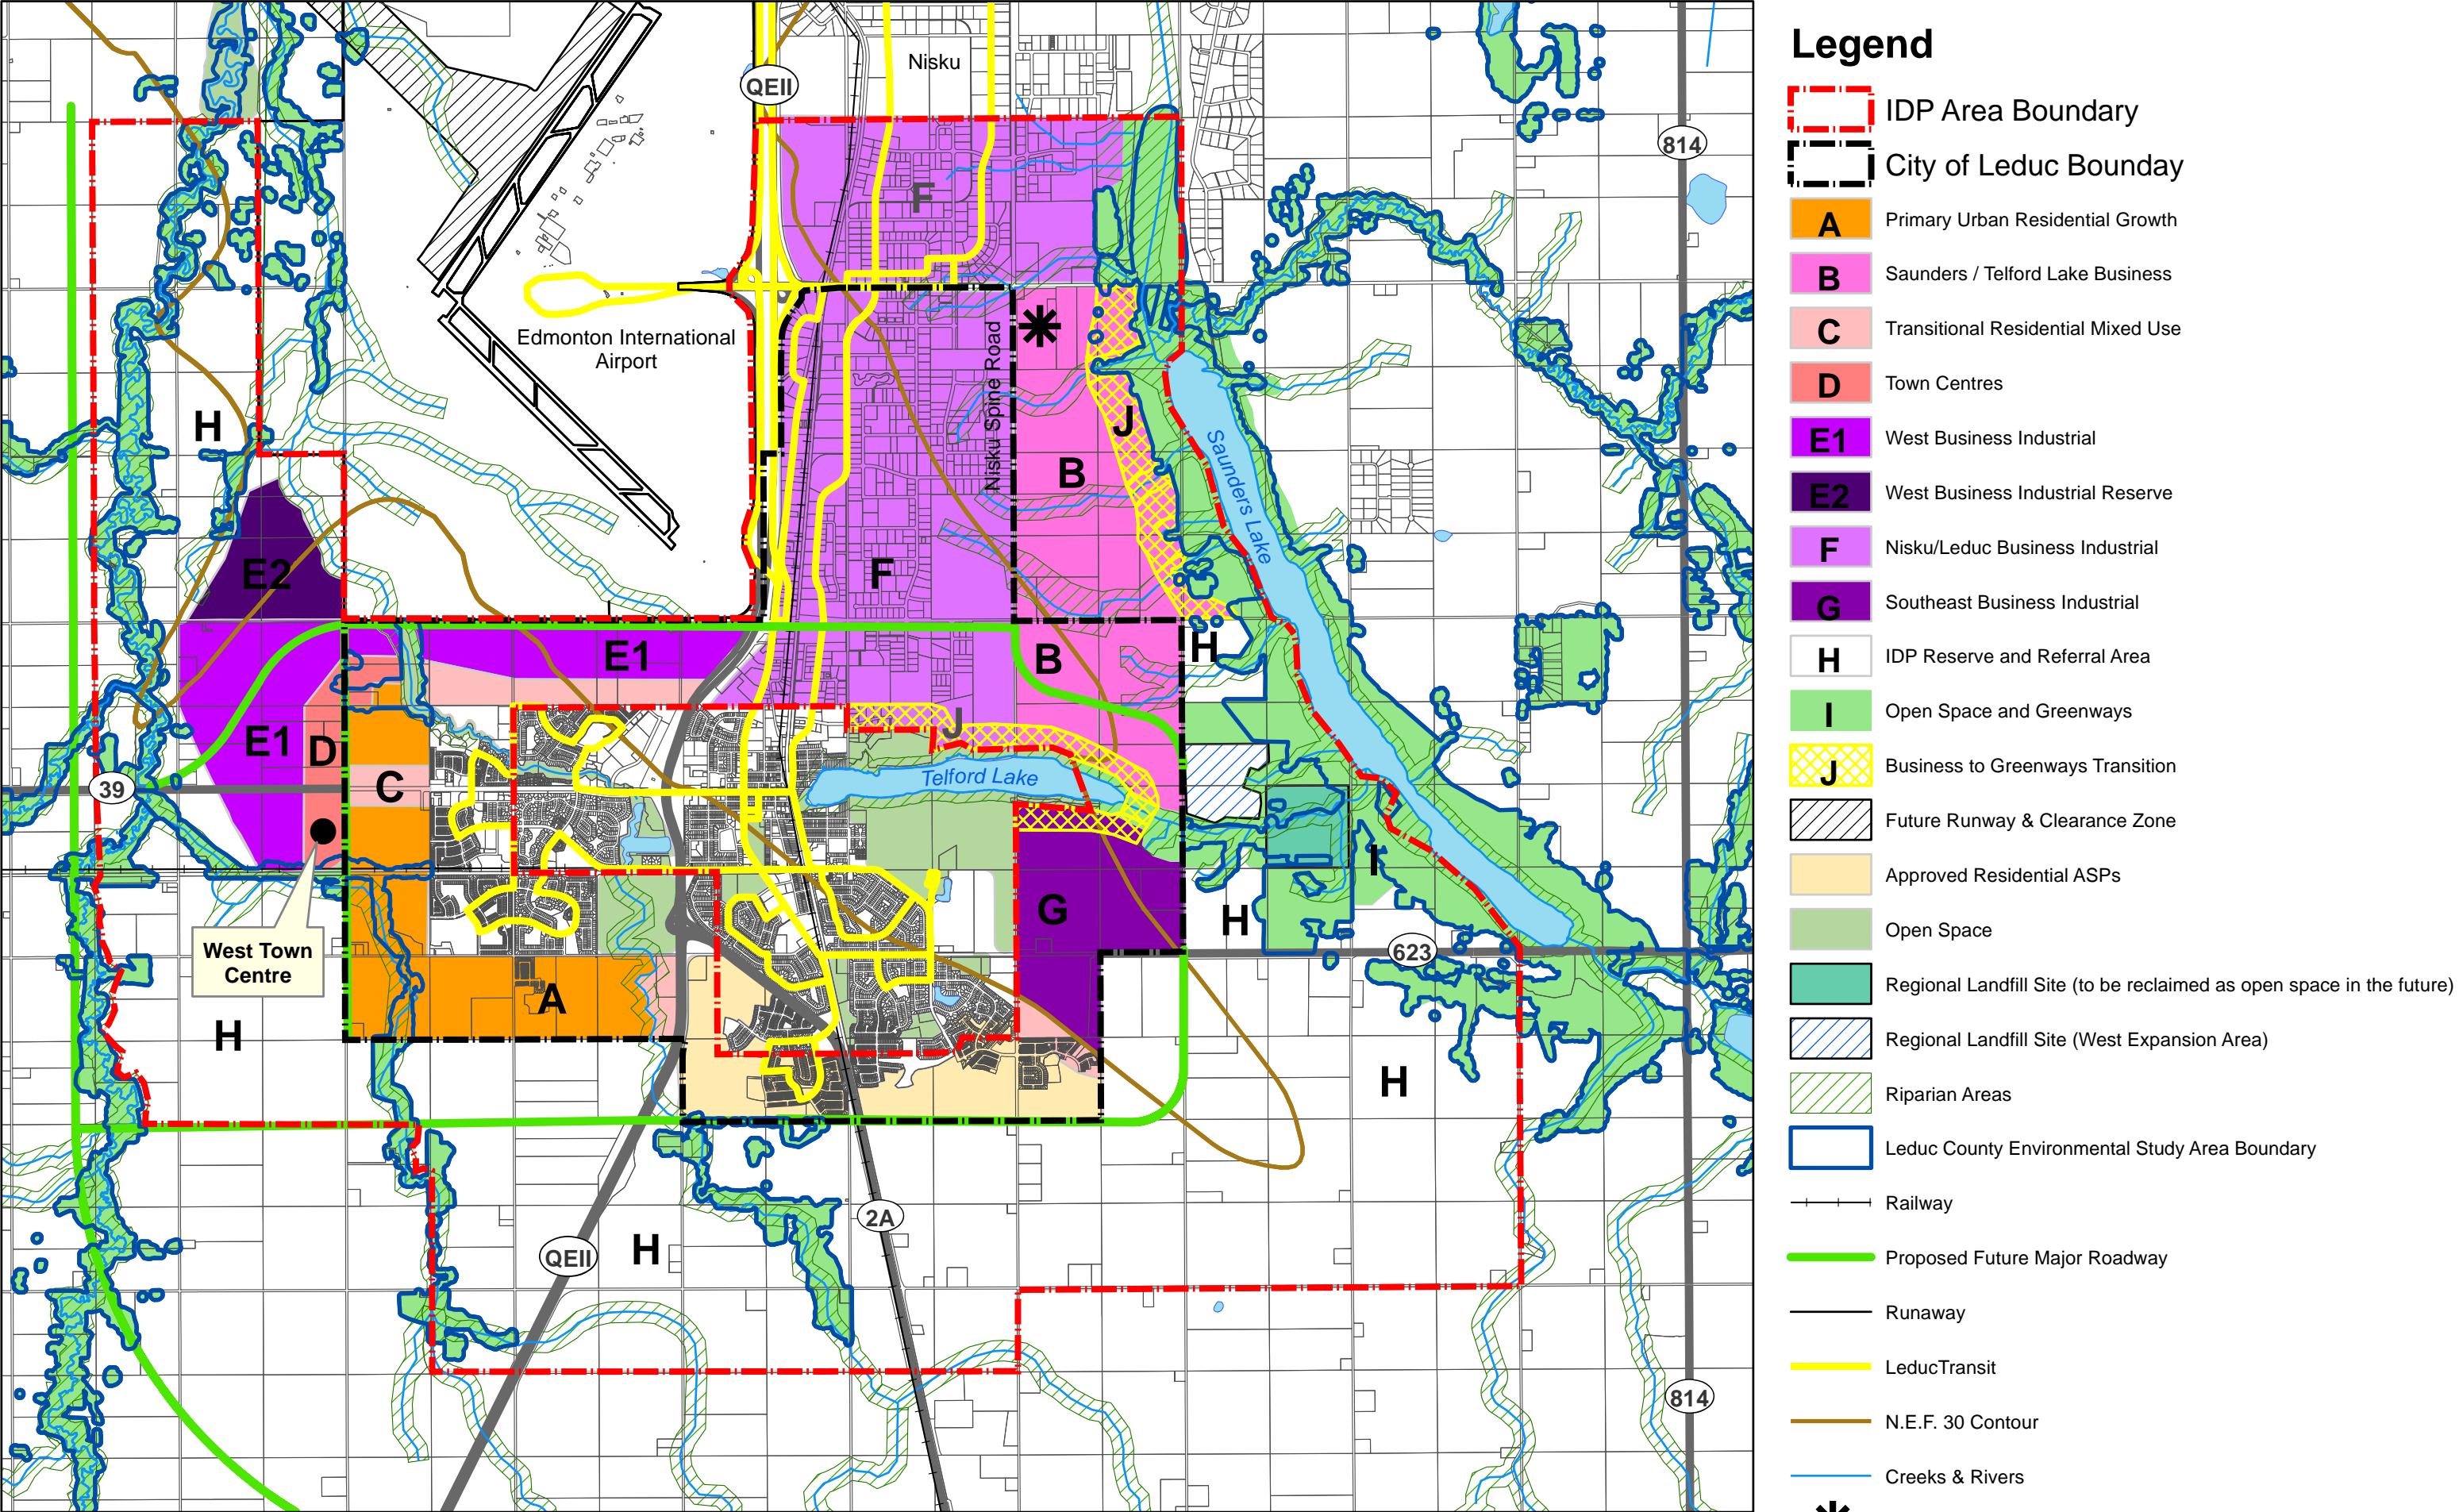 Nisku
QEII
814
F
Edmonton International
Airport
Nisku Spine Road
H
J
B
Saunders Lake
E2
F
E1
B
H
E1
D
J
C
Telford Lake
39
I
G
H
623
West Town
Centre
A
H
H
2A
QEII
H
814
Legend
IDP Area Boundary
City of Leduc Bounday
A Primary Urban Residential Growth
B Saunders / Telford Lake Business
C Transitional Residential Mixed Use
D Town Centres
E1 West Business Industrial
E2 West Business Industrial Reserve
F Nisku/Leduc Business Industrial
G Southeast Business Industrial
H IDP Reserve and Referral Area
I Open Space and Greenways
J Business to Greenways Transition
Future Runway & Clearance Zone
Approved Residential ASPs
Open Space
Regional Landfill Site (to be reclaimed as open space in the future)
Regional Landfill Site (West Expansion Area)
Riparian Areas
Leduc County Environmental Study Area Boundary
Railway
Proposed Future Major Roadway
Runaway
LeducTransit
N.E.F. 30 Contour
Creeks & Rivers